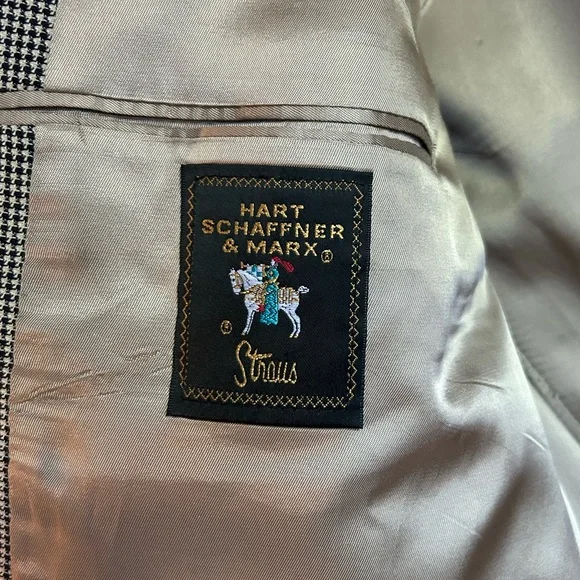 HART
SCHAFFNER
& MARX®
®
Straus